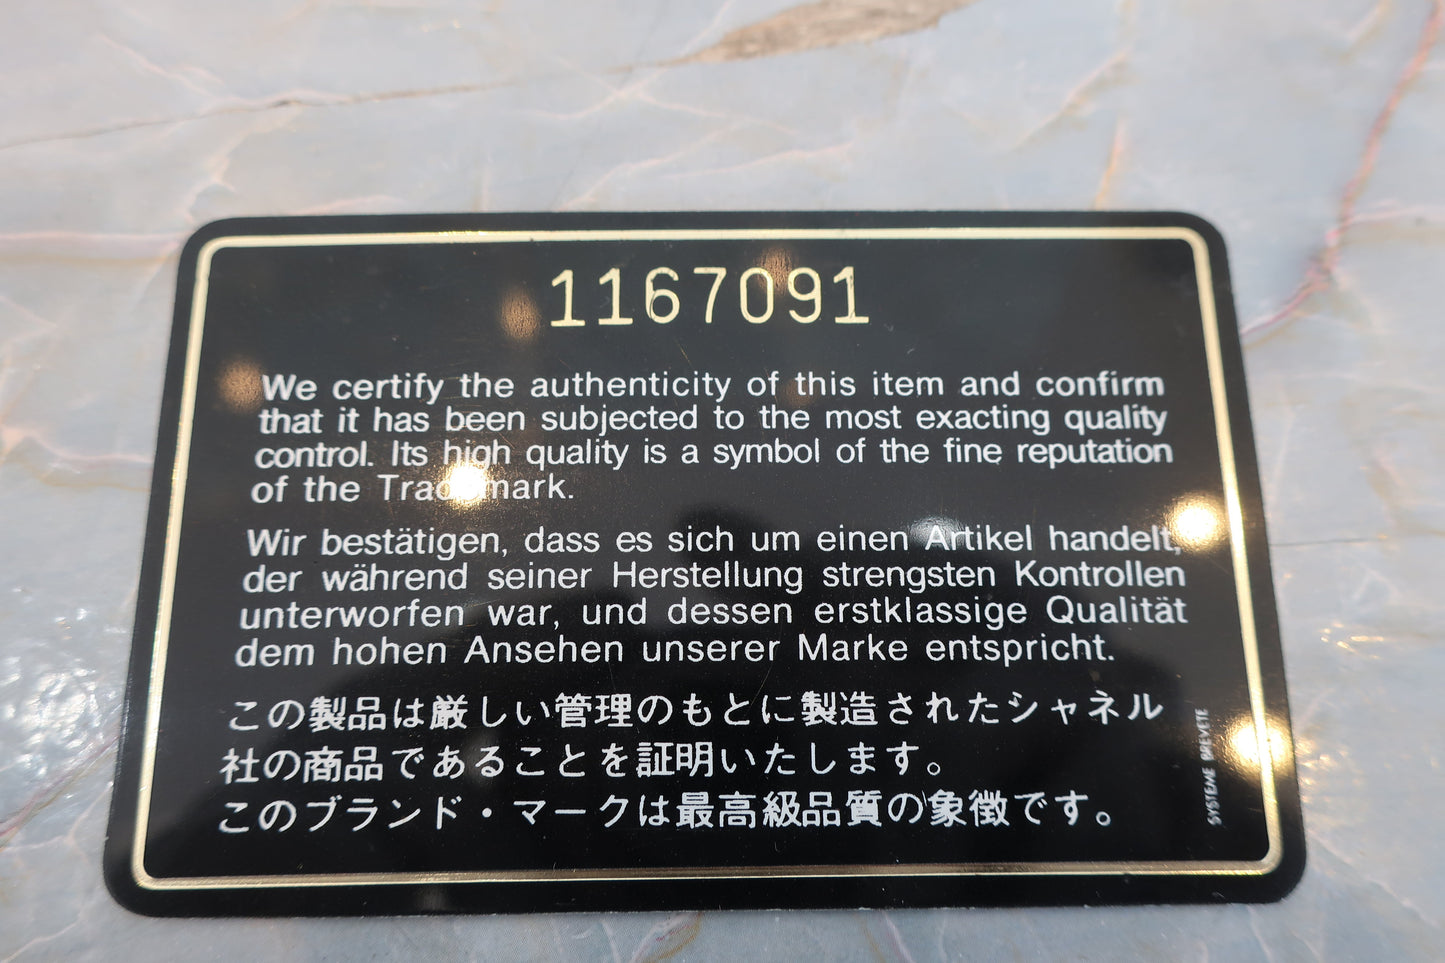 1167091
We certify the authenticity of this item and confirm
that it has been subjected to the most exacting quality
control. Its high quality is a symbol of the fine reputation
of the Trademark.
Wir bestätigen, dass es sich um einen Artikel handelt,
der während seiner Herstellung strengsten Kontrollen
unterworfen war, und dessen erstklassige Qualität
dem hohen Ansehen unserer Marke entspricht.
この製品は厳しい管理のもとに製造されたシャネル
社の商品であることを証明いたします。
このブランド・マークは最高級品質の象徴です。
SYSTEME BREVETE